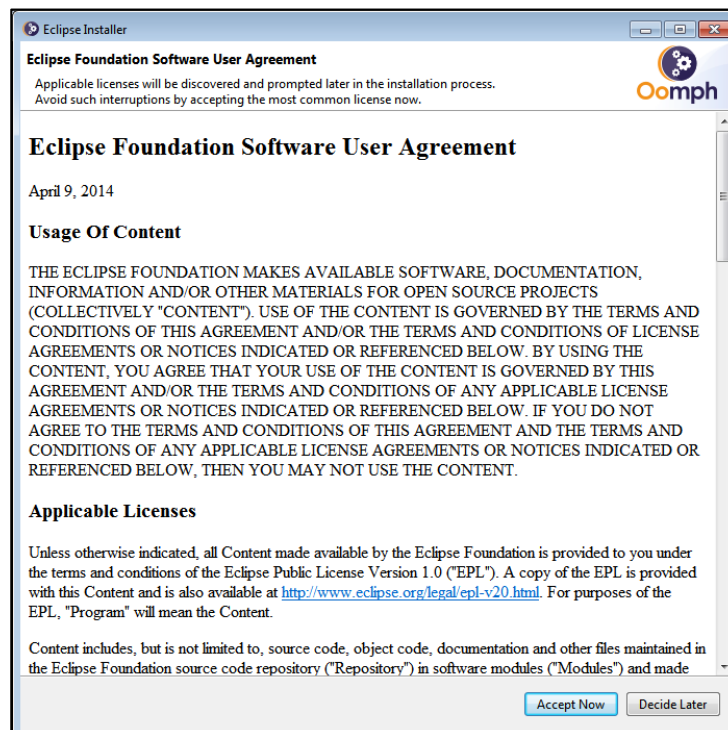 Eclipse Installer
Eclipse Foundation Software User Agreement
Applicable licenses will be discovered and prompted later in the installation process.
Avoid such interruptions by accepting the most common license now.
Oomph
Eclipse Foundation Software User Agreement
April 9, 2014
Usage Of Content
THE ECLIPSE FOUNDATION MAKES AVAILABLE SOFTWARE, DOCUMENTATION,
INFORMATION AND/OR OTHER MATERIALS FOR OPEN SOURCE PROJECTS
(COLLECTIVELY "CONTENT"). USE OF THE CONTENT IS GOVERNED BY THE TERMS AND
CONDITIONS OF THIS AGREEMENT AND/OR THE TERMS AND CONDITIONS OF LICENSE
AGREEMENTS OR NOTICES INDICATED OR REFERENCED BELOW. BY USING THE
CONTENT, YOU AGREE THAT YOUR USE OF THE CONTENT IS GOVERNED BY THIS
AGREEMENT AND/OR THE TERMS AND CONDITIONS OF ANY APPLICABLE LICENSE
AGREEMENTS OR NOTICES INDICATED OR REFERENCED BELOW. IF YOU DO NOT
AGREE TO THE TERMS AND CONDITIONS OF THIS AGREEMENT AND THE TERMS AND
CONDITIONS OF ANY APPLICABLE LICENSE AGREEMENTS OR NOTICES INDICATED OR
REFERENCED BELOW, THEN YOU MAY NOT USE THE CONTENT.
Applicable Licenses
Unless otherwise indicated, all Content made available by the Eclipse Foundation is provided to you under
the terms and conditions of the Eclipse Public License Version 1.0 ("EPL"). A copy of the EPL is provided
with this Content and is also available at http://www.eclipse.org/legal/epl-v20.html. For purposes of the
EPL, "Program" will mean the Content.
Content includes, but is not limited to, source code, object code, documentation and other files maintained in
the Eclipse Foundation source code repository ("Repository") in software modules ("Modules") and made
Accept Now
Decide Later